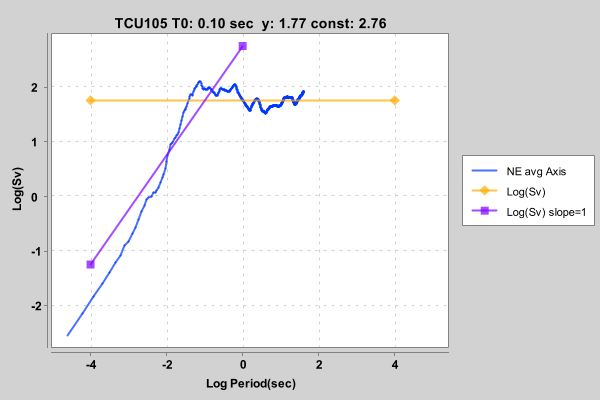 TCU105 T0: 0.10 sec  y: 1.77 const: 2.76
Log(Sv)
2
1
0
-1
-2
-4
-2
0
2
4
Log Period(sec)
NE avg Axis
Log(Sv)
Log(Sv) slope=1